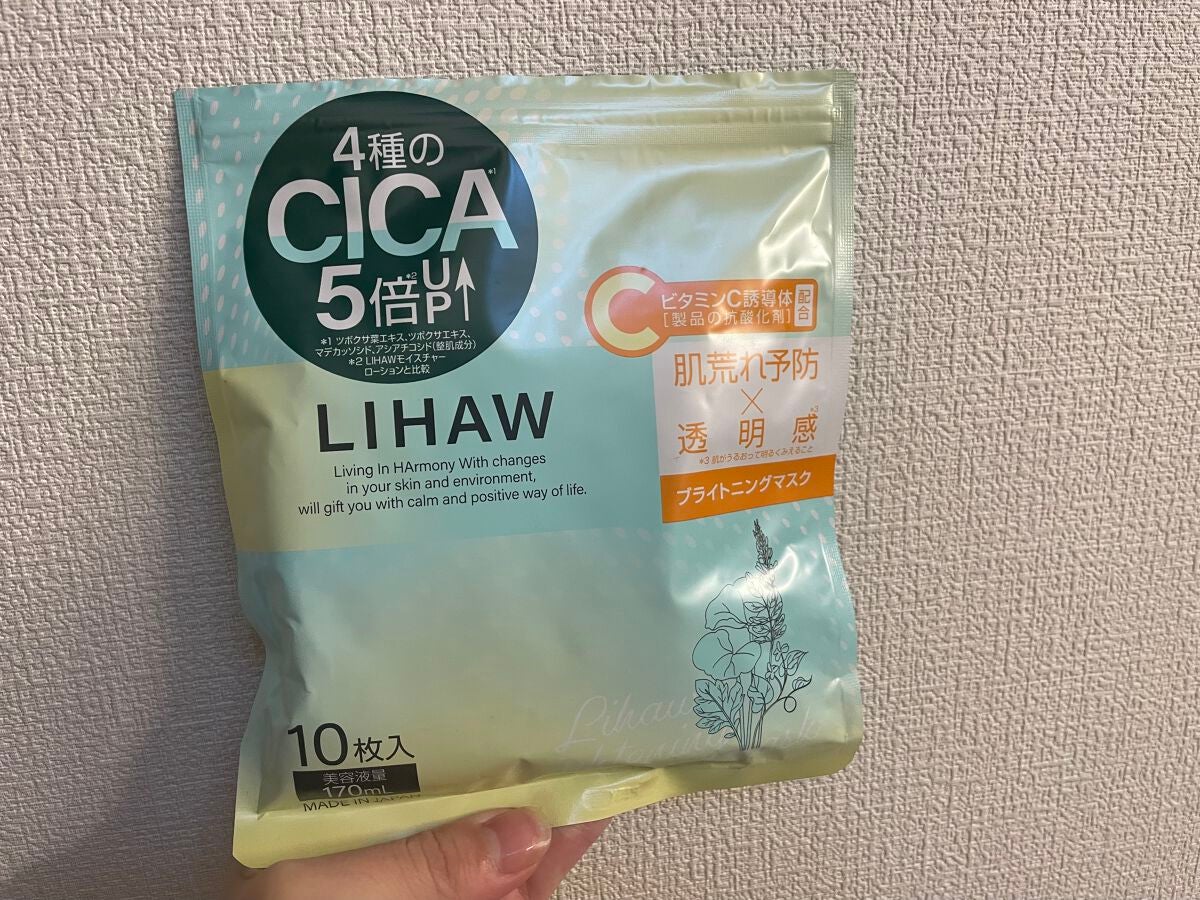 4種の
CICA*1
5倍*2UP↑
*1 ツボクサ葉エキス、ツボクサエキス、
マデカッソシド、アシアチコシド(整肌成分)
*2 LIHAWモイスチャー
ローションと比較
C
ビタミンC誘導体
[製品の抗酸化剤]
配合
肌荒れ予防
×
透明感*3
*3 肌がうるおって明るくみえること
ブライトニングマスク
LIHAW
Living In HArmony With changes
in your skin and environment,
will gift you with calm and positive way of life.
Lihaw
10枚入
美容液量
170mL
MADE IN JAPAN